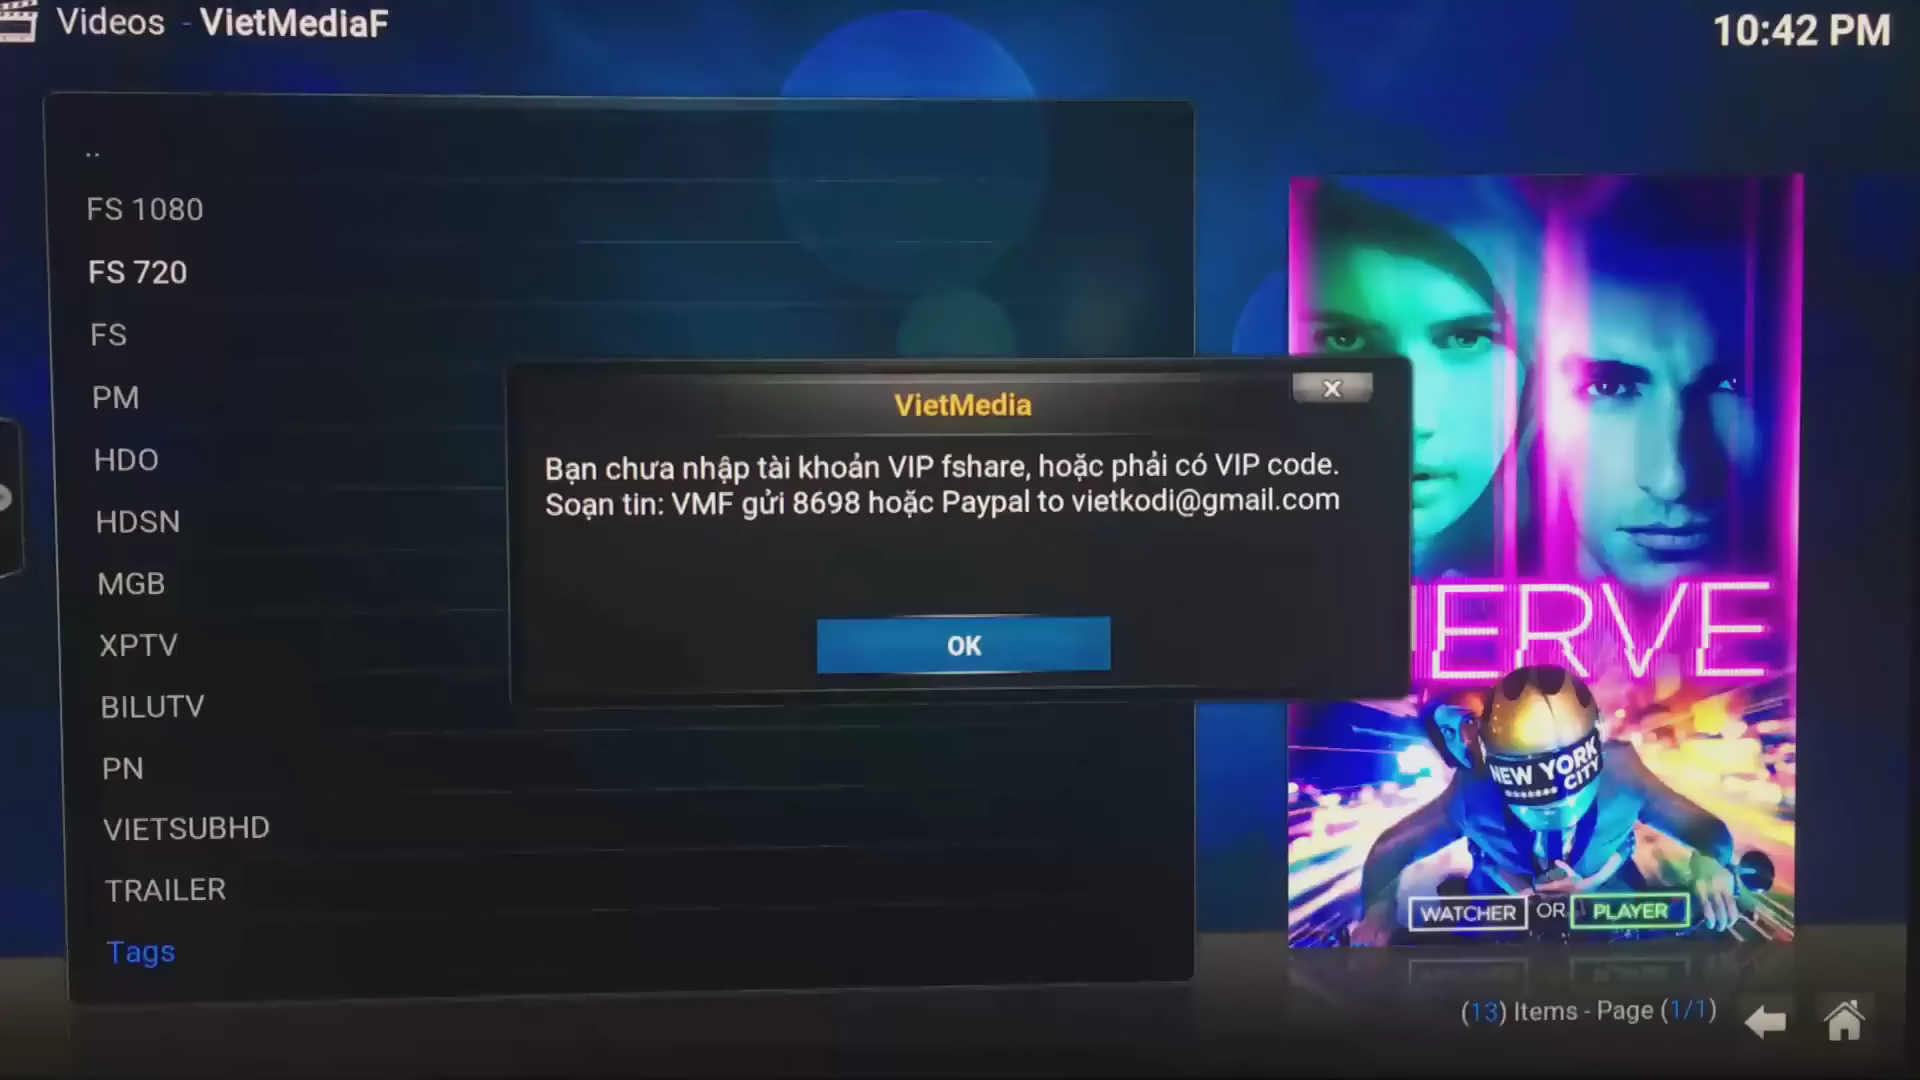 Videos - VietMediaF
10:42 PM
..
FS 1080
FS 720
FS
PM
HDO
HDSN
MGB
XPTV
BILUTV
PN
VIETSUBHD
TRAILER
Tags
VietMedia
x
Bạn chưa nhập tài khoản VIP fshare, hoặc phải có VIP code.
Soạn tin: VMF gửi 8698 hoặc Paypal to vietkodi@gmail.com
OK
ERVE
NEW YORK
CITY
WATCHER OR PLAYER
(13) Items - Page (1/1)